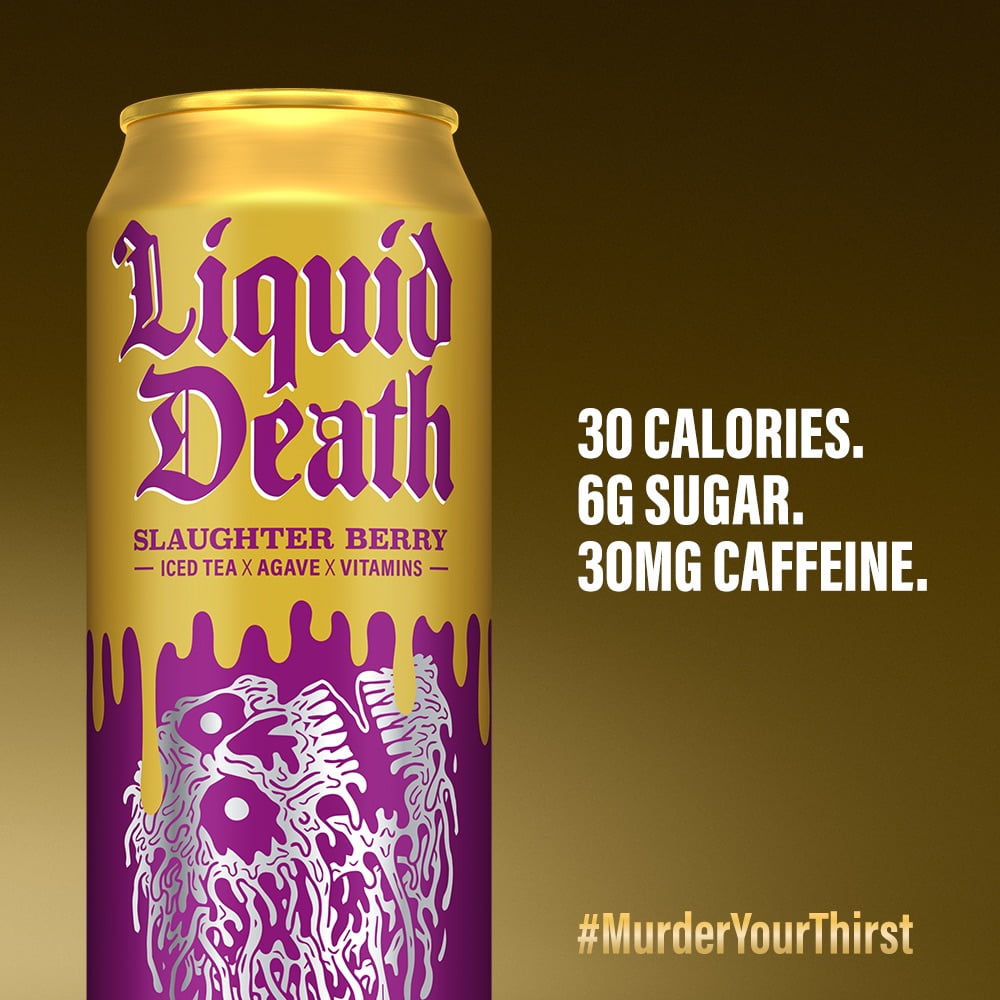 Liquid
Death
SLAUGHTER BERRY
— ICED TEA X AGAVE X VITAMINS —
30 CALORIES.
6G SUGAR.
30MG CAFFEINE.
#MurderYourThirst